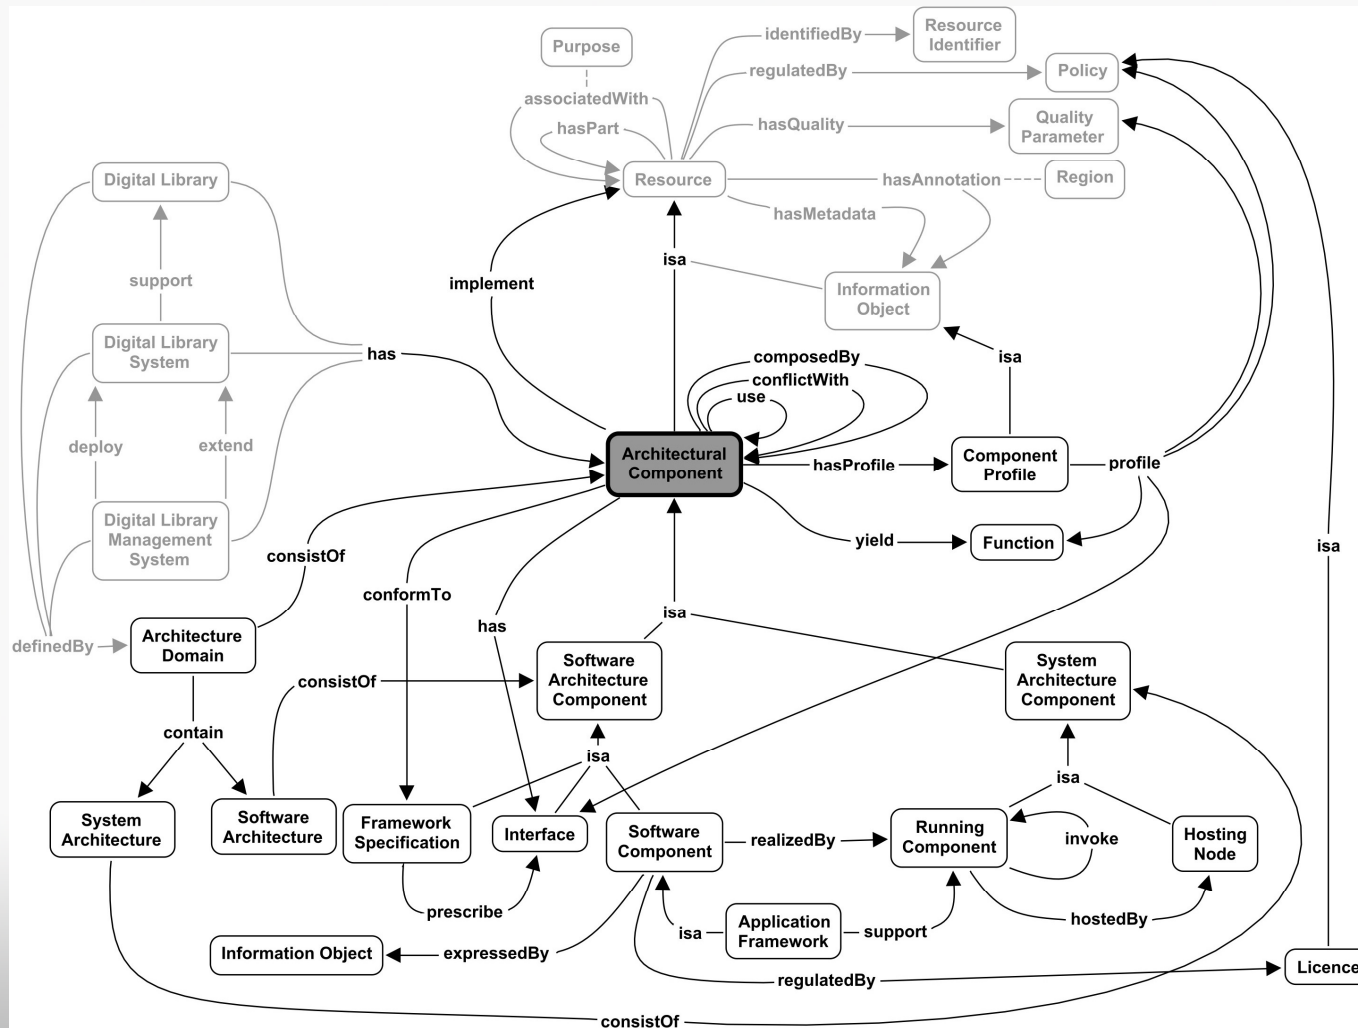 Purpose
identifiedBy
Resource
Identifier
regulatedBy
Policy
associatedWith
hasPart
hasQuality
Quality
Parameter
Digital Library
Resource
hasAnnotation
Region
hasMetadata
support
implement
isa
Information
Object
Digital Library
System
has
composedBy
isa
conflictWith
use
deploy
extend
Architectural
Component
hasProfile
Component
Profile
profile
Digital Library
Management
System
consistOf
yield
Function
isa
conformTo
has
isa
definedBy
Architecture
Domain
consistOf
Software
Architecture
Component
System
Architecture
Component
contain
isa
isa
System
Architecture
Software
Architecture
Framework
Specification
Interface
Software
Component
realizedBy
Running
Component
invoke
Hosting
Node
prescribe
isa
Application
Framework
support
hostedBy
Information Object
expressedBy
regulatedBy
Licence
consistOf